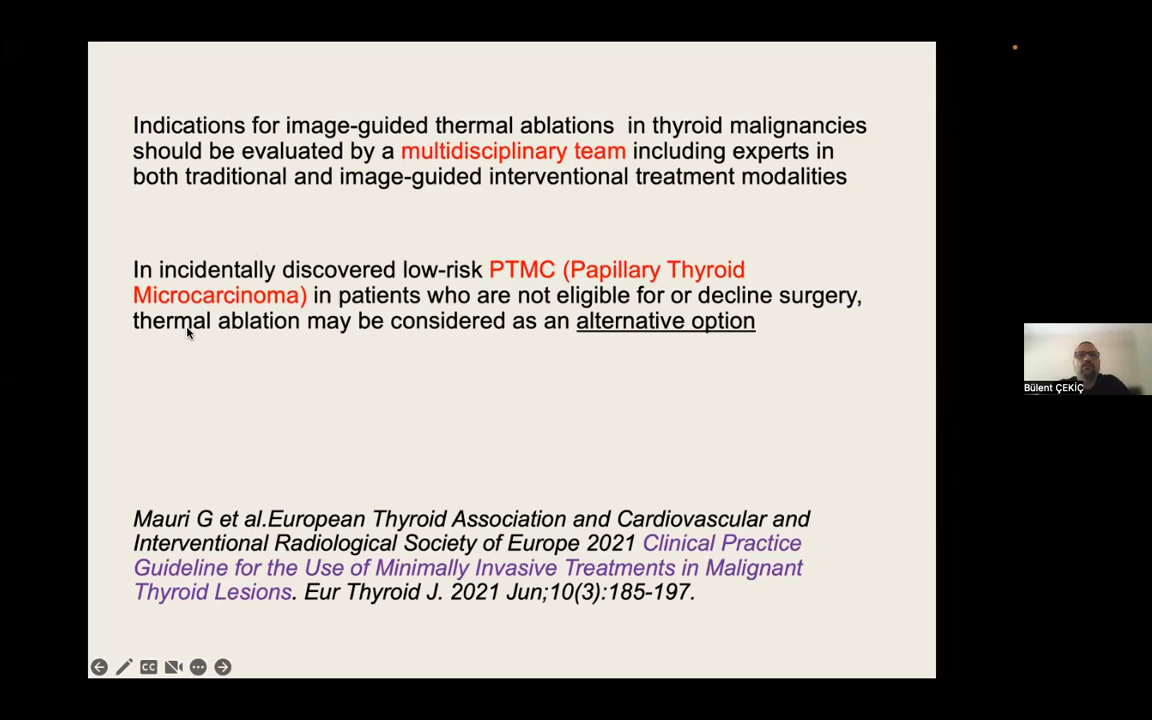 Indications for image-guided thermal ablations  in thyroid malignancies
should be evaluated by a multidisciplinary team including experts in
both traditional and image-guided interventional treatment modalities
In incidentally discovered low-risk PTMC (Papillary Thyroid
Microcarcinoma) in patients who are not eligible for or decline surgery,
thermal ablation may be considered as an alternative option
Mauri G et al.European Thyroid Association and Cardiovascular and
Interventional Radiological Society of Europe 2021 Clinical Practice
Guideline for the Use of Minimally Invasive Treatments in Malignant
Thyroid Lesions. Eur Thyroid J. 2021 Jun;10(3):185-197.
CC
Bülent ÇEKİÇ